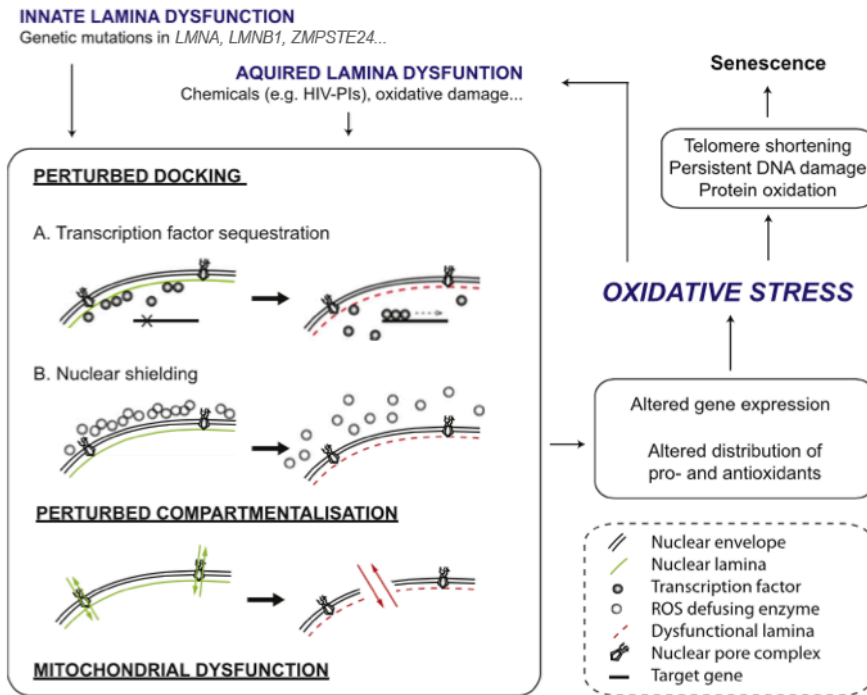 INNATE LAMINA DYSFUNCTION
Genetic mutations in LMNA, LMNB1, ZMPSTE24...
AQUIRED LAMINA DYSFUNTION
Chemicals (e.g. HIV-PIs), oxidative damage...
Senescence
Telomere shortening
Persistent DNA damage
Protein oxidation
PERTURBED DOCKING
A. Transcription factor sequestration
OXIDATIVE STRESS
B. Nuclear shielding
Altered gene expression
Altered distribution of
pro- and antioxidants
PERTURBED COMPARTMENTALISATION
MITOCHONDRIAL DYSFUNCTION
Nuclear envelope
Nuclear lamina
Transcription factor
ROS defusing enzyme
Dysfunctional lamina
Nuclear pore complex
Target gene